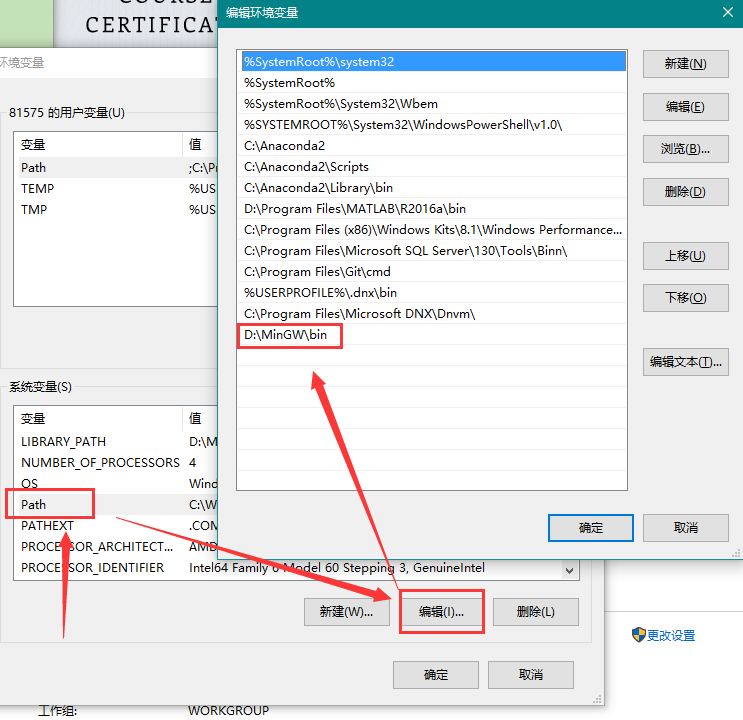 COURSE
CERTIFICA
编辑环境变量
%SystemRoot%\system32
%SystemRoot%
%SystemRoot%\System32\Wbem
%SYSTEMROOT%\System32\WindowsPowerShell\v1.0\
C:\Anaconda2
C:\Anaconda2\Scripts
C:\Anaconda2\Library\bin
D:\Program Files\MATLAB\R2016a\bin
C:\Program Files (x86)\Windows Kits\8.1\Windows Performance...
C:\Program Files\Microsoft SQL Server\130\Tools\Binn\
C:\Program Files\Git\cmd
%USERPROFILE%\.dnx\bin
C:\Program Files\Microsoft DNX\Dnvm\
D:\MinGW\bin
新建(N)
编辑(E)
浏览(B)...
删除(D)
上移(U)
下移(O)
编辑文本(T)...
确定
取消
环境变量
81575 的用户变量(U)
变量 值
Path ;C:\Pr
TEMP %US
TMP %US
系统变量(S)
变量 值
LIBRARY_PATH D:\M
NUMBER_OF_PROCESSORS 4
OS Wind
Path C:\W
PATHEXT .COM
PROCESSOR_ARCHITECT... AMD
PROCESSOR_IDENTIFIER Intel64 Family 6 Model 60 Stepping 3, GenuineIntel
新建(W)...
编辑(I)...
删除(L)
确定
取消
更改设置
工作组: WORKGROUP